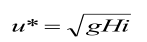 u* = √gHi